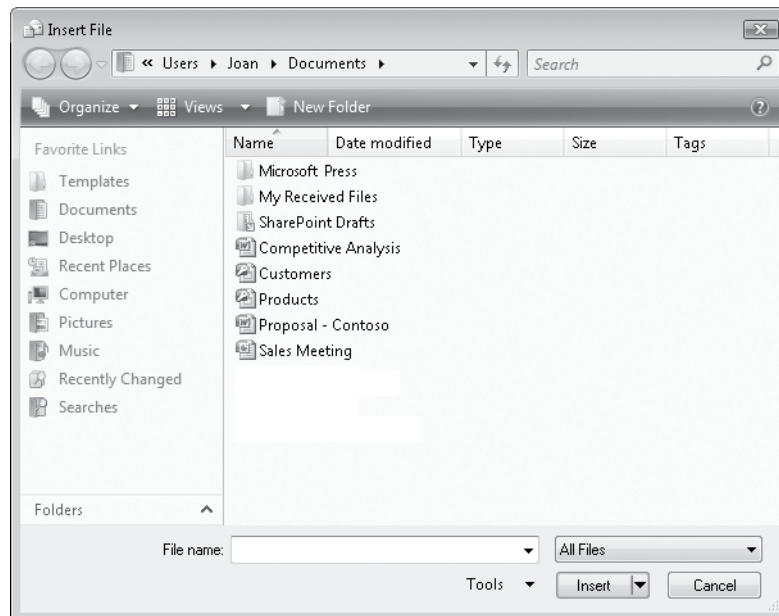 Insert File
« Users ▸ Joan ▸ Documents ▸ Search
Organize Views New Folder ?
Favorite Links
Templates
Documents
Desktop
Recent Places
Computer
Pictures
Music
Recently Changed
Searches
Folders
Name Date modified Type Size Tags
Microsoft Press
My Received Files
SharePoint Drafts
Competitive Analysis
Customers
Products
Proposal - Contoso
Sales Meeting
File name: All Files
Tools Insert Cancel